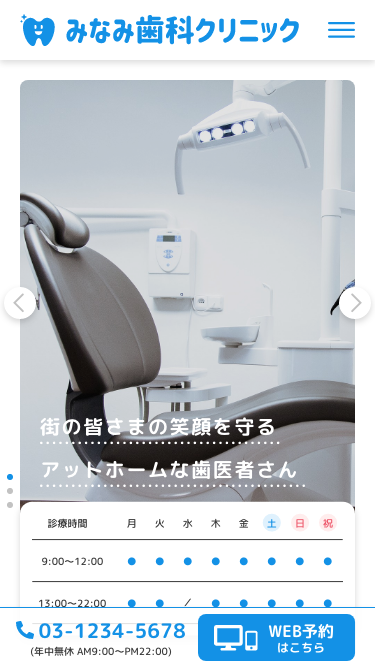 みなみ歯科クリニック
街の皆さまの笑顔を守る
アットホームな歯医者さん
診療時間 月 火 水 木 金 土 日 祝
9:00〜12:00 ● ● ● ● ● ● ● ●
13:00〜22:00 ● ● / ● ● ● ● ●
03-1234-5678
(年中無休 AM9:00〜PM22:00)
WEB予約
はこちら